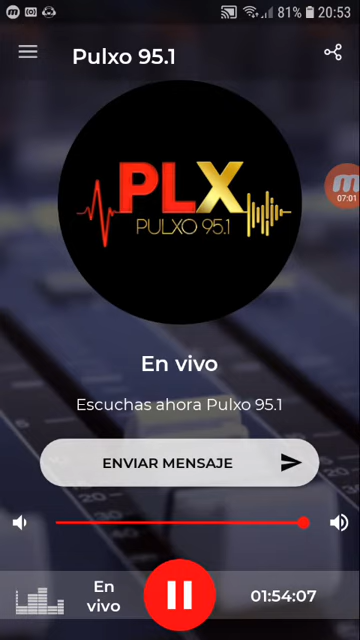 81% 20:53
Pulxo 95.1
PLX
PULXO 95.1
07:01
En vivo
Escuchas ahora Pulxo 95.1
ENVIAR MENSAJE
En
vivo
01:54:07